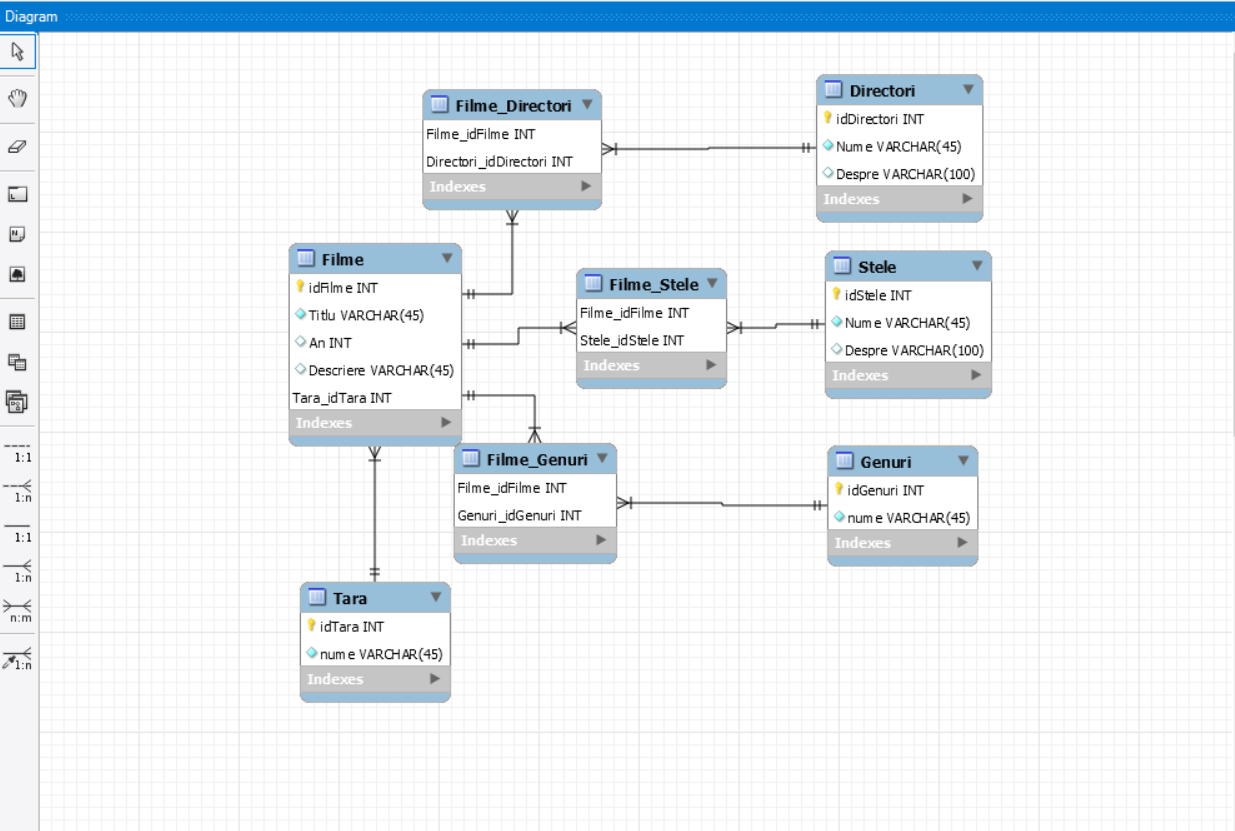 Diagram
Filme_Directori
Filme_idFilme INT
Directori_idDirectori INT
Indexes
Directori
idDirectori INT
Nume VARCHAR(45)
Despre VARCHAR(100)
Indexes
Filme
idFilme INT
Titlu VARCHAR(45)
An INT
Descriere VARCHAR(45)
Tara_idTara INT
Indexes
Filme_Stele
Filme_idFilme INT
Stele_idStele INT
Indexes
Stele
idStele INT
Nume VARCHAR(45)
Despre VARCHAR(100)
Indexes
Filme_Genuri
Filme_idFilme INT
Genuri_idGenuri INT
Indexes
Genuri
idGenuri INT
nume VARCHAR(45)
Indexes
Tara
idTara INT
nume VARCHAR(45)
Indexes
1:1
1:n
1:1
1:n
n:m
1:n